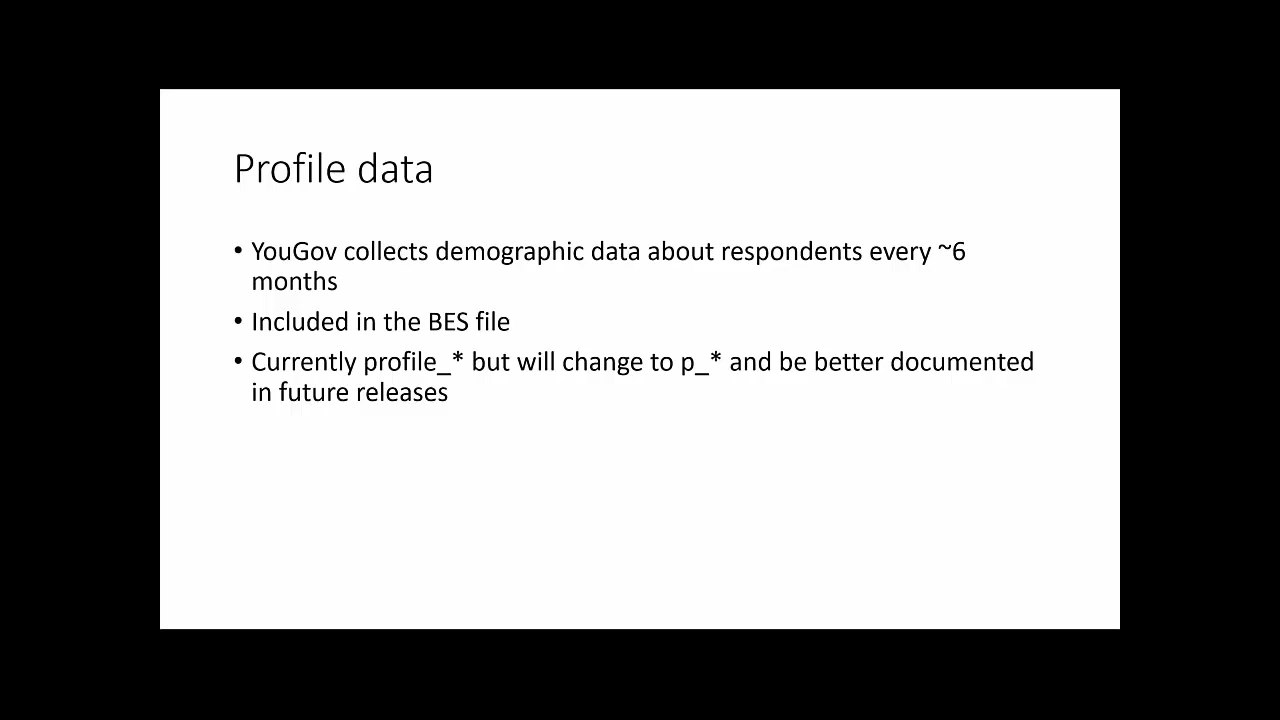 Profile data
• YouGov collects demographic data about respondents every ~6
months
• Included in the BES file
• Currently profile_* but will change to p_* and be better documented
in future releases